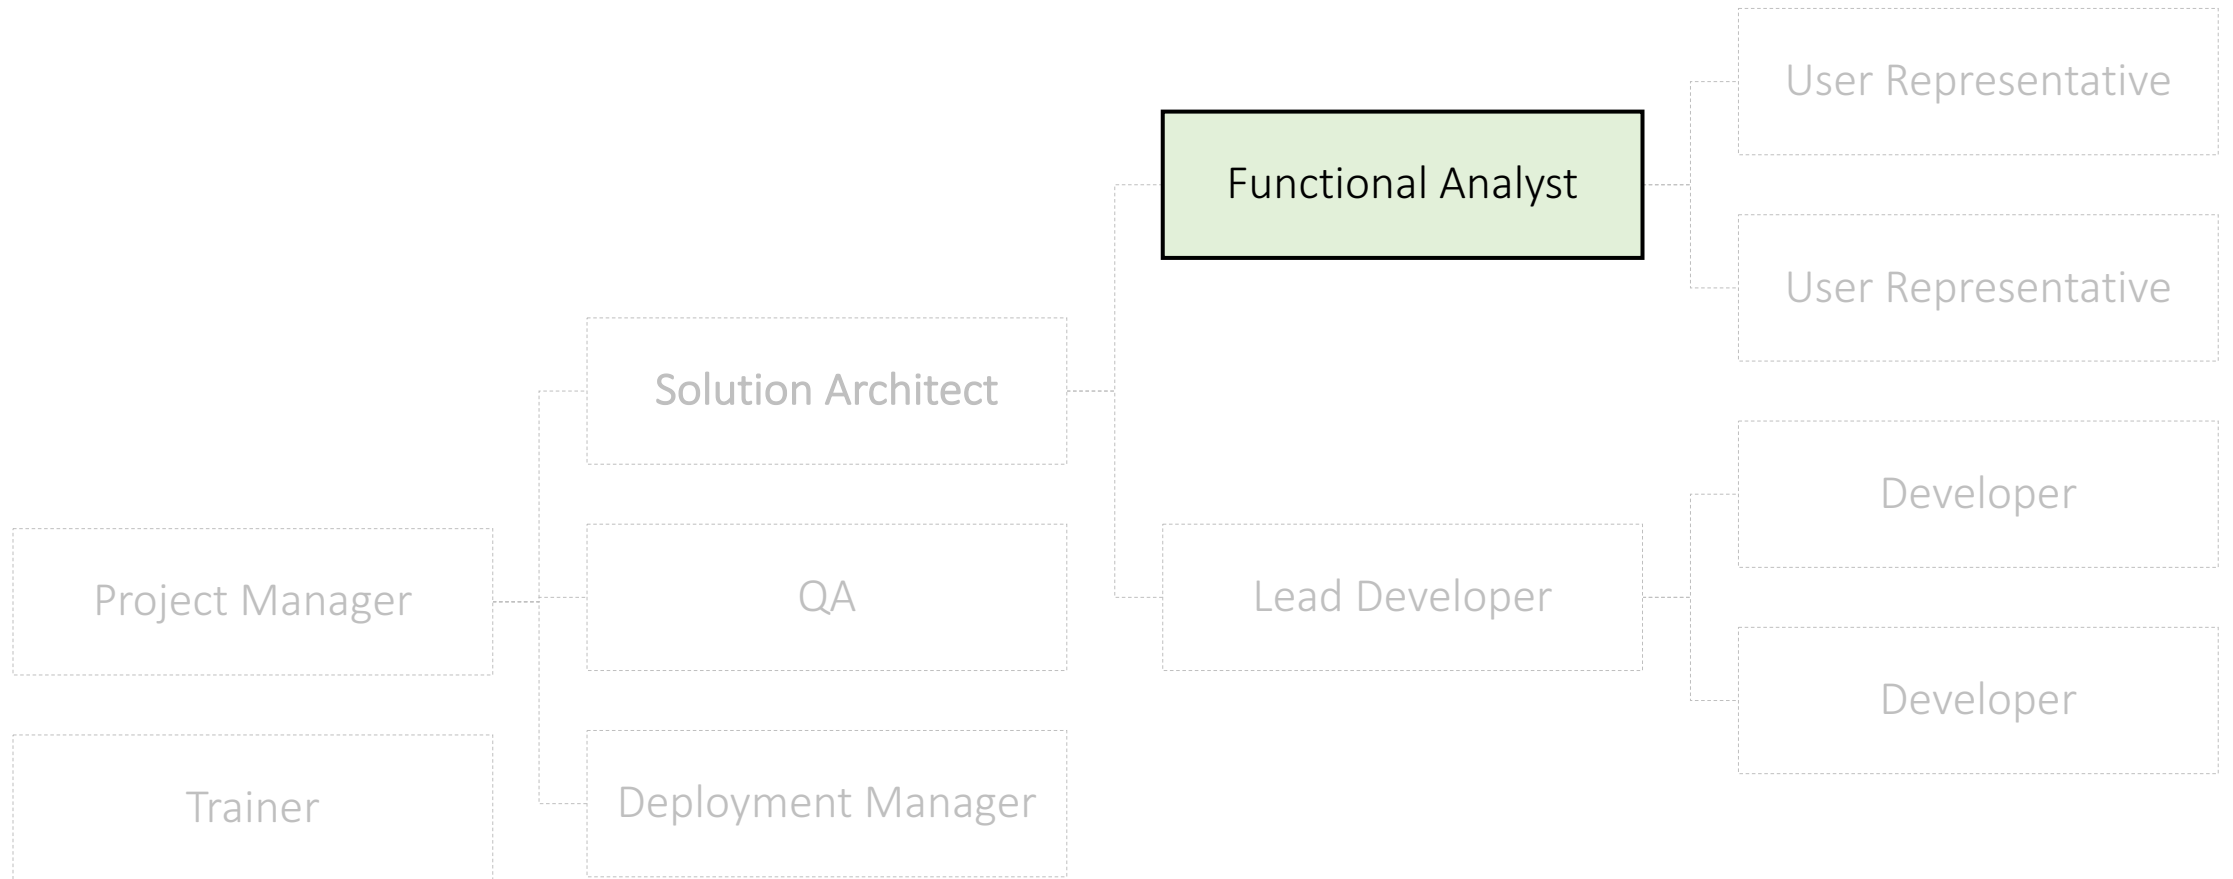 User Representative
Functional Analyst
User Representative
Solution Architect
Developer
Project Manager
QA
Lead Developer
Developer
Trainer
Deployment Manager